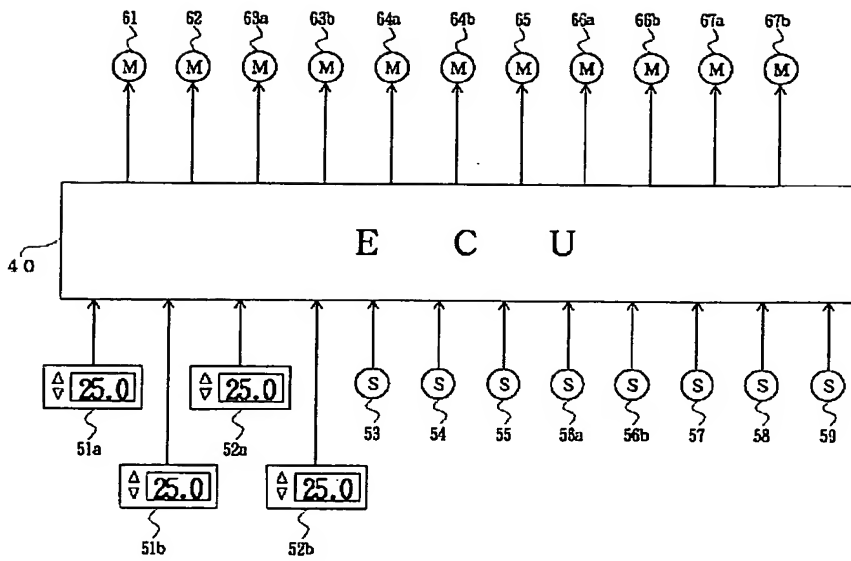 61 62 63a 63b 64a 64b 65 66a 66b 67a 67b
M M M M M M M M M M M
E C U
40
25.0 25.0 S S S S S S S S
51a 52a 53 54 55 56a 56b 57 58 59
25.0 25.0
51b 52b